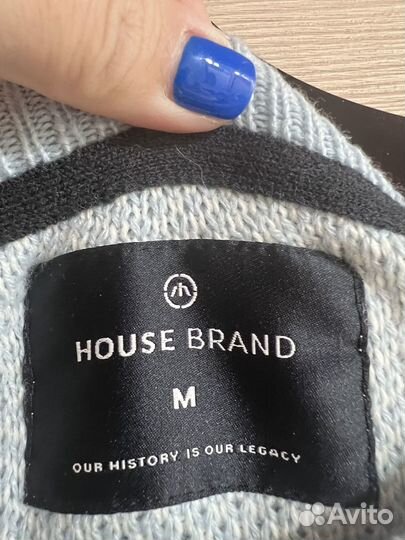 HOUSE BRAND
M
OUR HISTORY IS OUR LEGACY
Avito